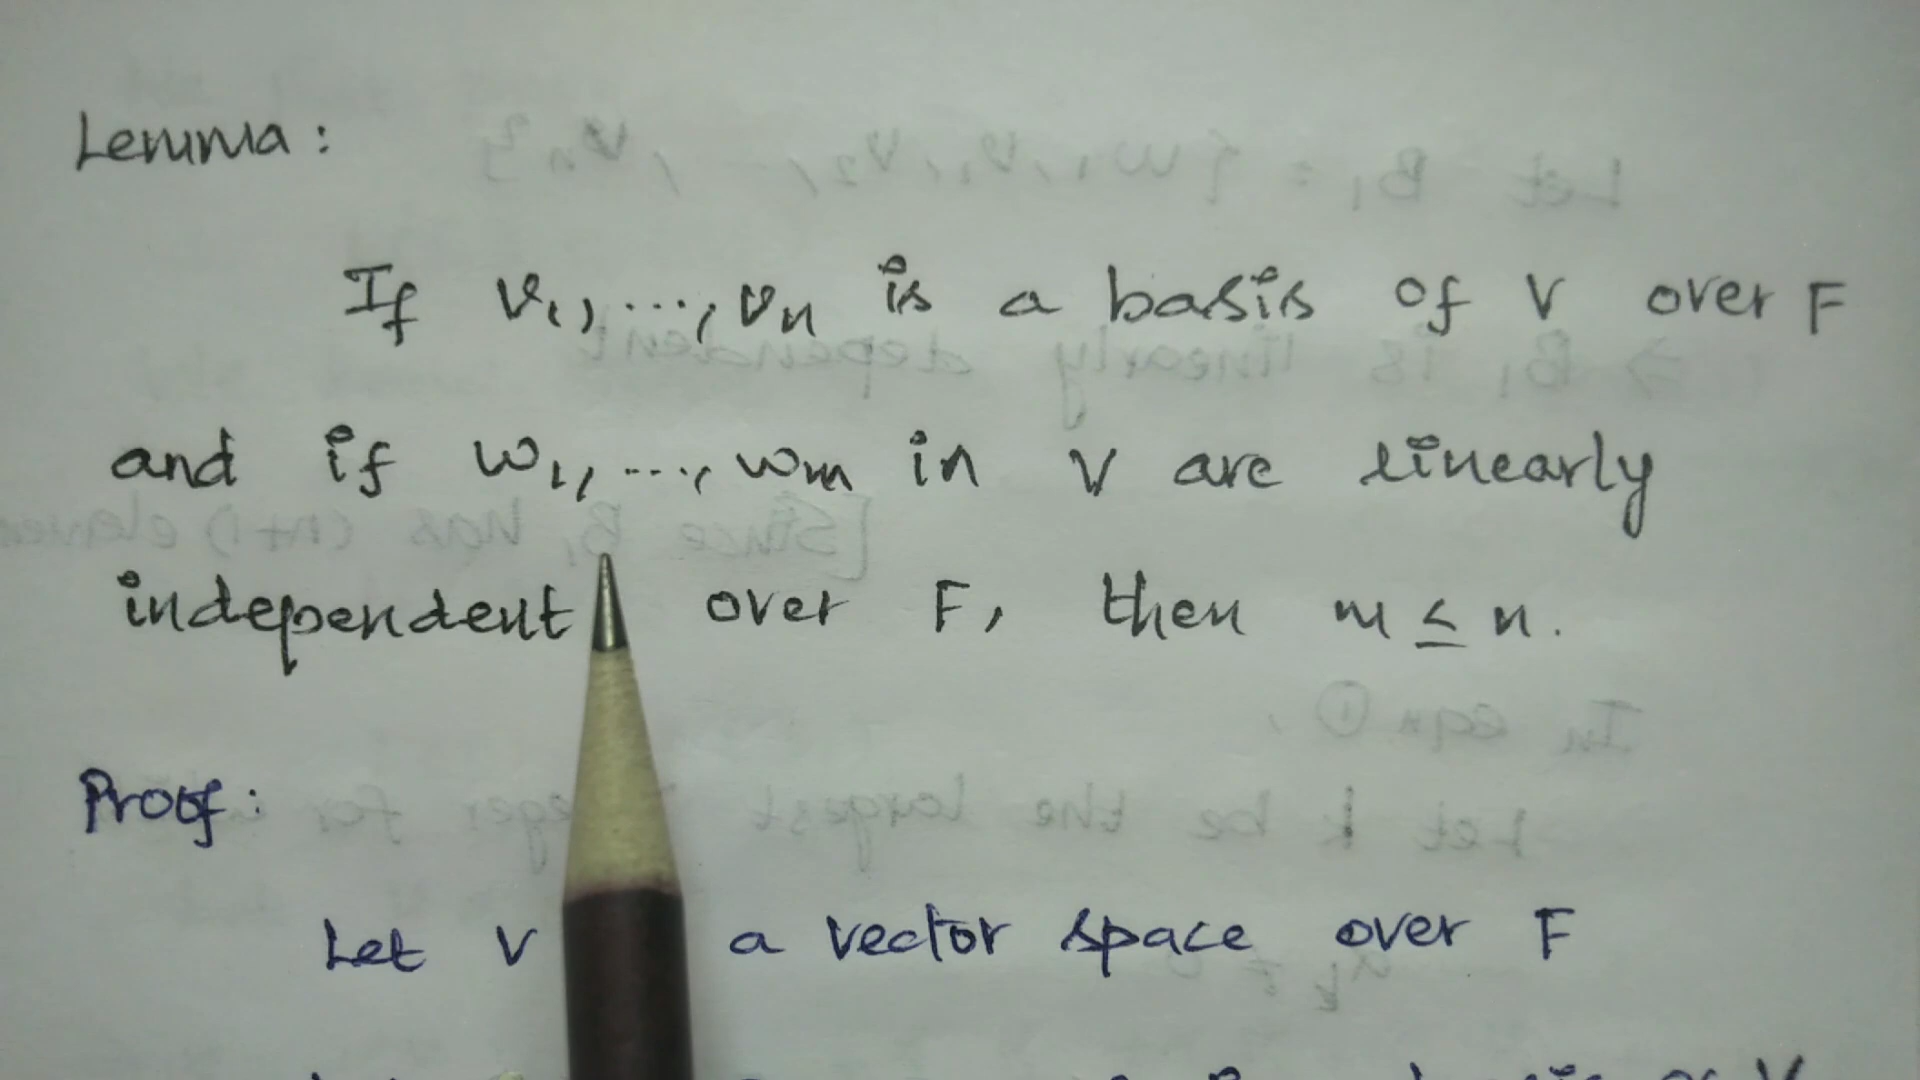 Lemma:
If v₁, ..., vₙ is a basis of V over F
and if w₁, ..., wₘ in V are linearly
independent over F, then m ≤ n.
Proof:
Let V a vector space over F